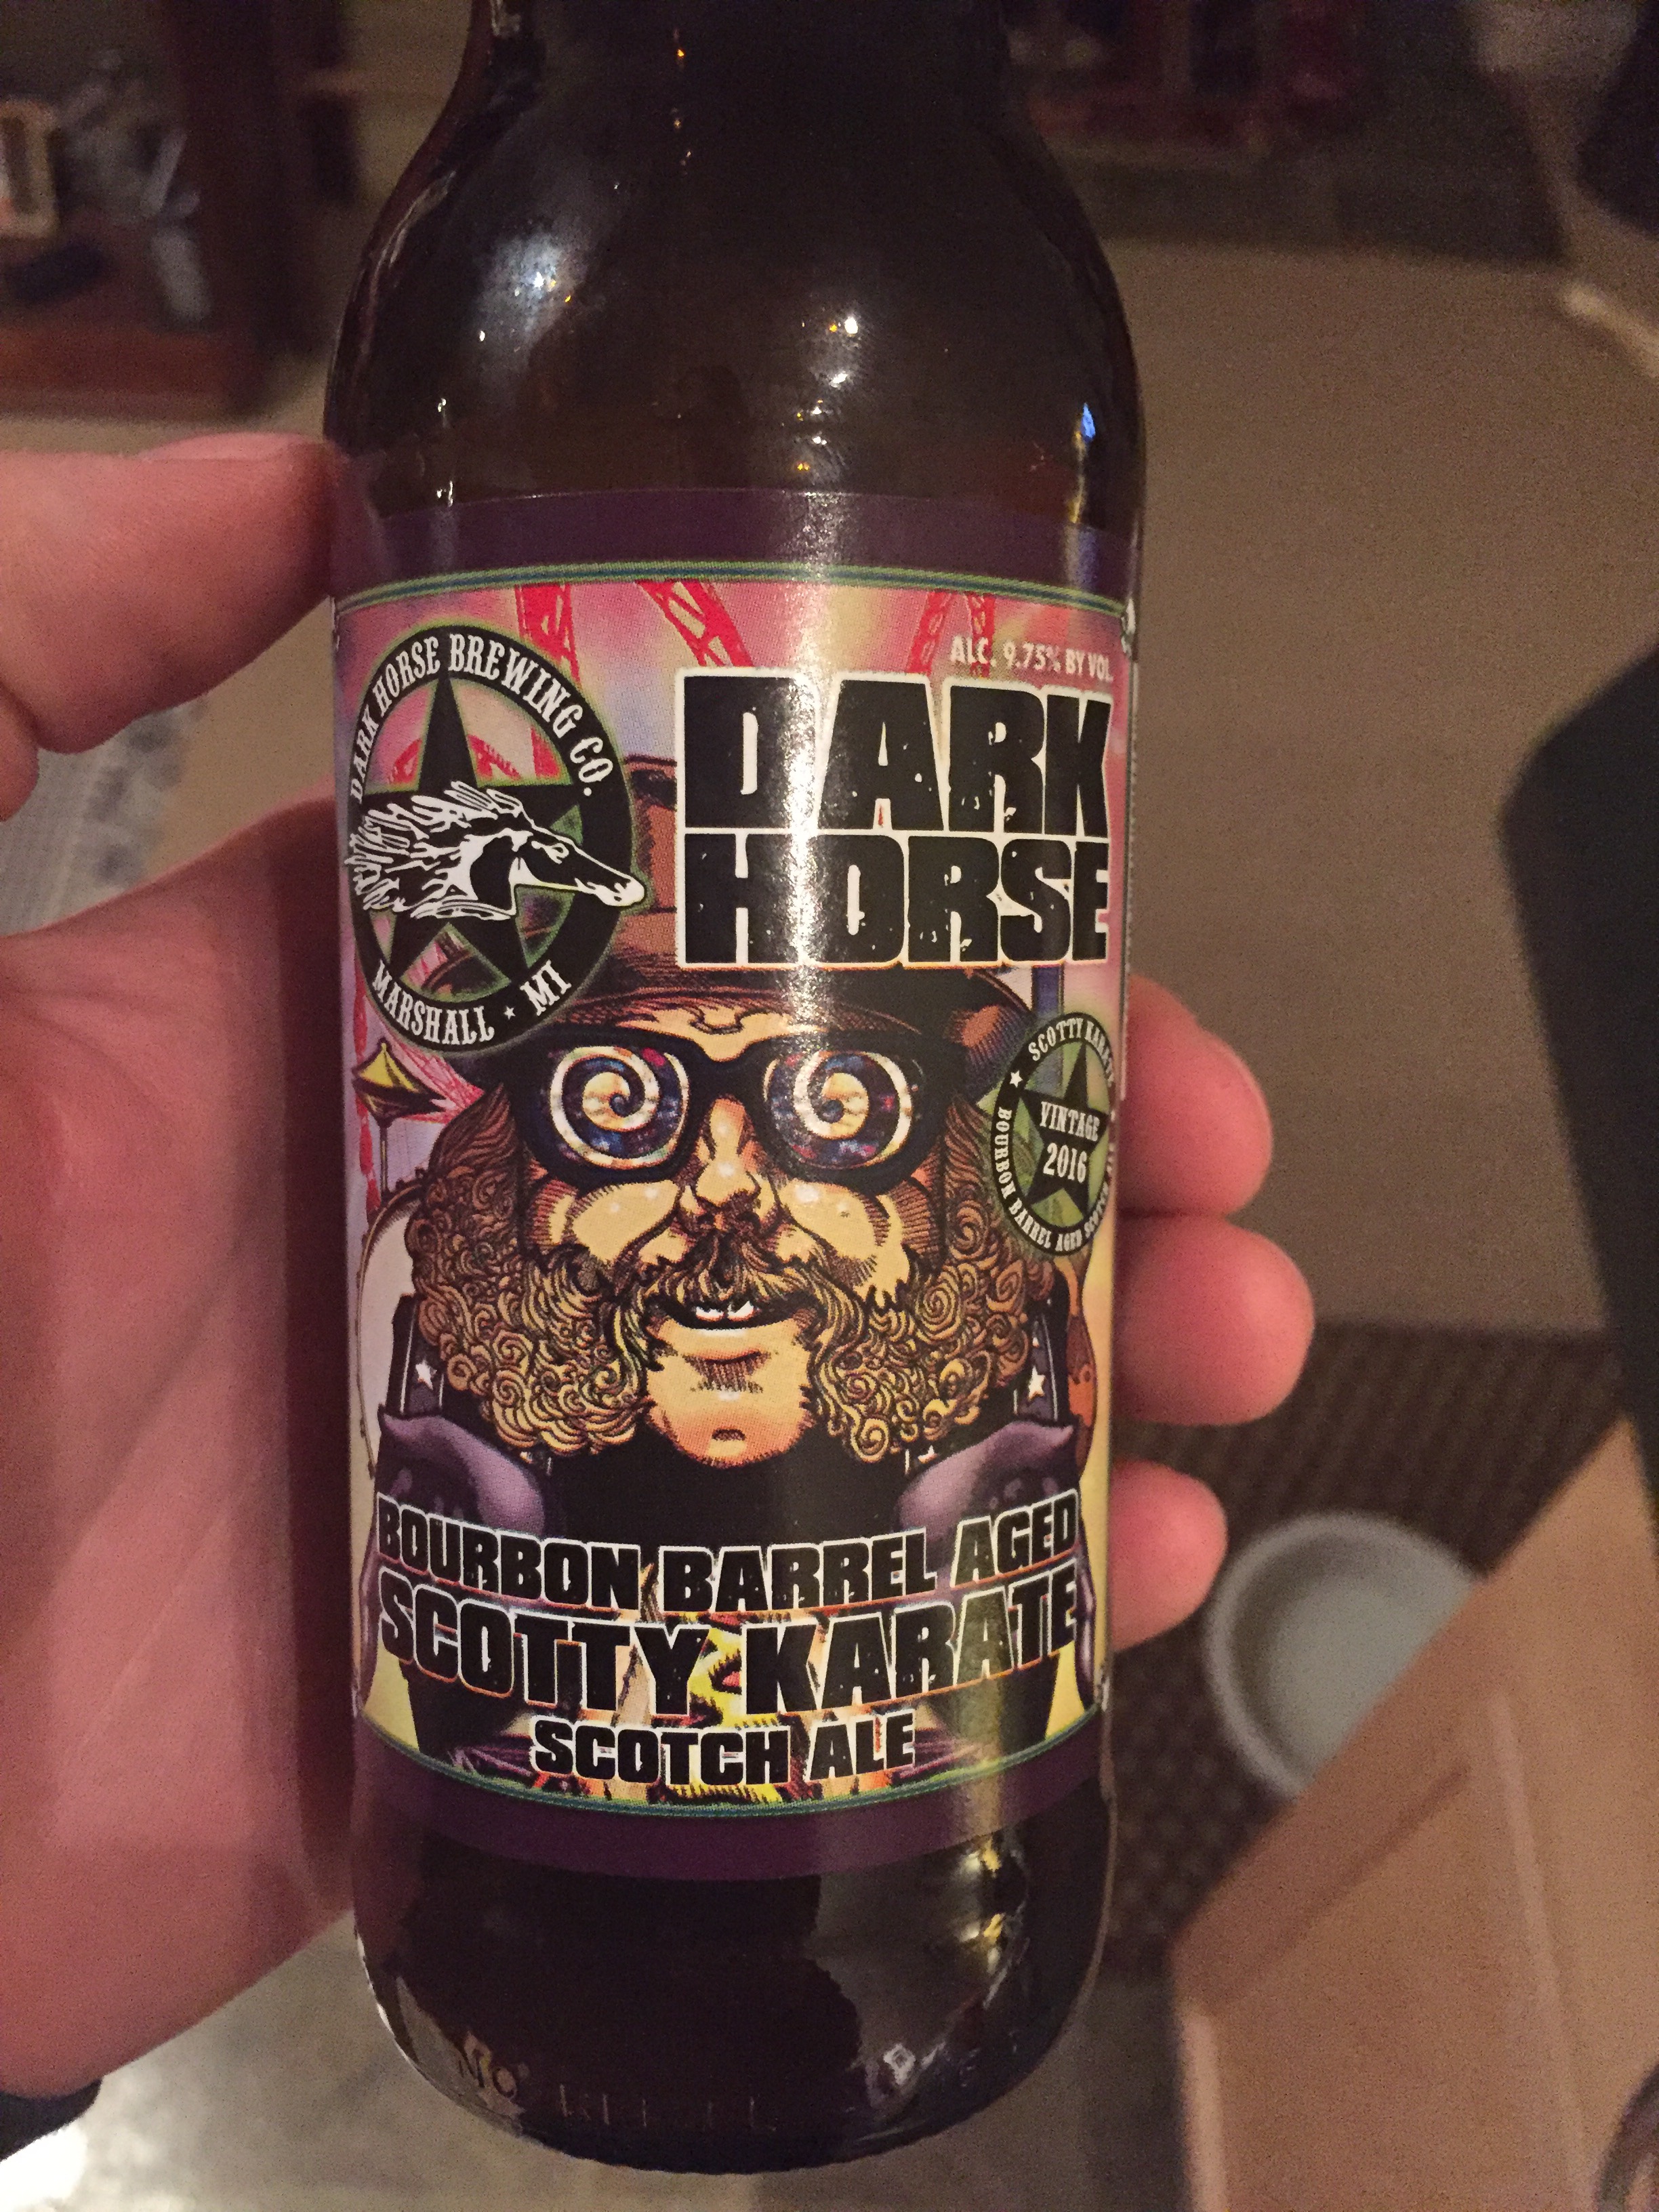 DARK HORSE BREWING CO.
MARSHALL ★ MI
ALC. 9.75% BY VOL.
DARK
HORSE
SCOTTY KARATE
VINTAGE
2016
BOURBON BARREL AGED
BOURBON BARREL AGED
SCOTTY KARATE
SCOTCH ALE